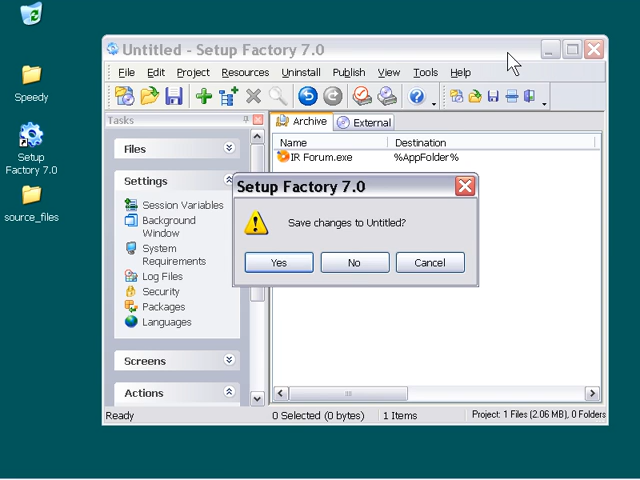 Untitled - Setup Factory 7.0
File Edit Project Resources Uninstall Publish View Tools Help
Speedy
Setup
Factory 7.0
source_files
Tasks
Files
Settings
Session Variables
Background
Window
System
Requirements
Log Files
Security
Packages
Languages
Screens
Actions
Archive External
Name Destination
IR Forum.exe %AppFolder%
Setup Factory 7.0
Save changes to Untitled?
Yes No Cancel
Ready 0 Selected (0 bytes) 1 Items Project: 1 Files (2.06 MB), 0 Folders